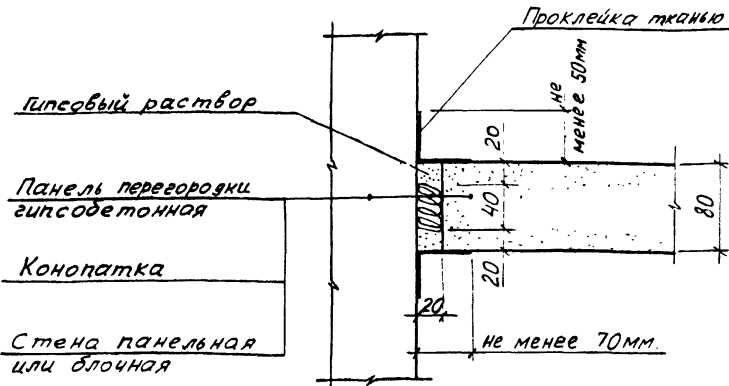 Проклейка тканью
не
менее 50мм
Гипсовый раствор
20
Панель перегородки
гипсобетонная
40
80
Конопатка
20
20
Стена панельная
или блочная
не менее 70мм.